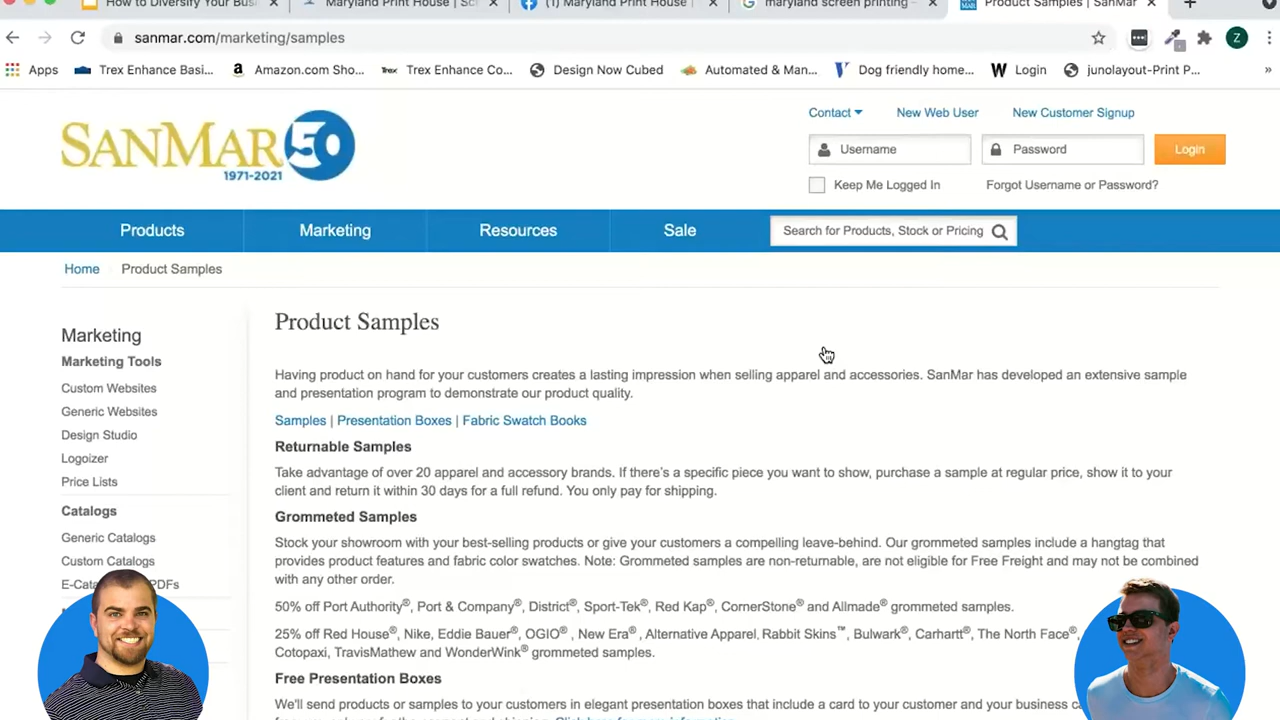 How to Diversify Your Bus
Maryland Print House | Scr
(1) Maryland Print House |
maryland screen printing -
Product Samples | SanMar
sanmar.com/marketing/samples
Z
Apps
Trex Enhance Basi...
Amazon.com Sho...
Trex Enhance Co...
Design Now Cubed
Automated & Man...
Dog friendly home...
Login
junolayout-Print P...
»
SANMAR 50
1971-2021
Contact
New Web User
New Customer Signup
Username
Password
Login
Keep Me Logged In
Forgot Username or Password?
Products
Marketing
Resources
Sale
Search for Products, Stock or Pricing
Home
Product Samples
Marketing
Marketing Tools
Custom Websites
Generic Websites
Design Studio
Logoizer
Price Lists
Catalogs
Generic Catalogs
Custom Catalogs
E-Cata PDFs
Product Samples
Having product on hand for your customers creates a lasting impression when selling apparel and accessories. SanMar has developed an extensive sample
and presentation program to demonstrate our product quality.
Samples | Presentation Boxes | Fabric Swatch Books
Returnable Samples
Take advantage of over 20 apparel and accessory brands. If there's a specific piece you want to show, purchase a sample at regular price, show it to your
client and return it within 30 days for a full refund. You only pay for shipping.
Grommeted Samples
Stock your showroom with your best-selling products or give your customers a compelling leave-behind. Our grommeted samples include a hangtag that
provides product features and fabric color swatches. Note: Grommeted samples are non-returnable, are not eligible for Free Freight and may not be combined
with any other order.
50% off Port Authority®, Port & Company®, District®, Sport-Tek®, Red Kap®, CornerStone® and Allmade® grommeted samples.
25% off Red House®, Nike, Eddie Bauer®, OGIO®, New Era®, Alternative Apparel, Rabbit Skins™, Bulwark®, Carhartt®, The North Face®,
Cotopaxi, TravisMathew and WonderWink® grommeted samples.
Free Presentation Boxes
We'll send products or samples to your customers in elegant presentation boxes that include a card to your customer and your business c